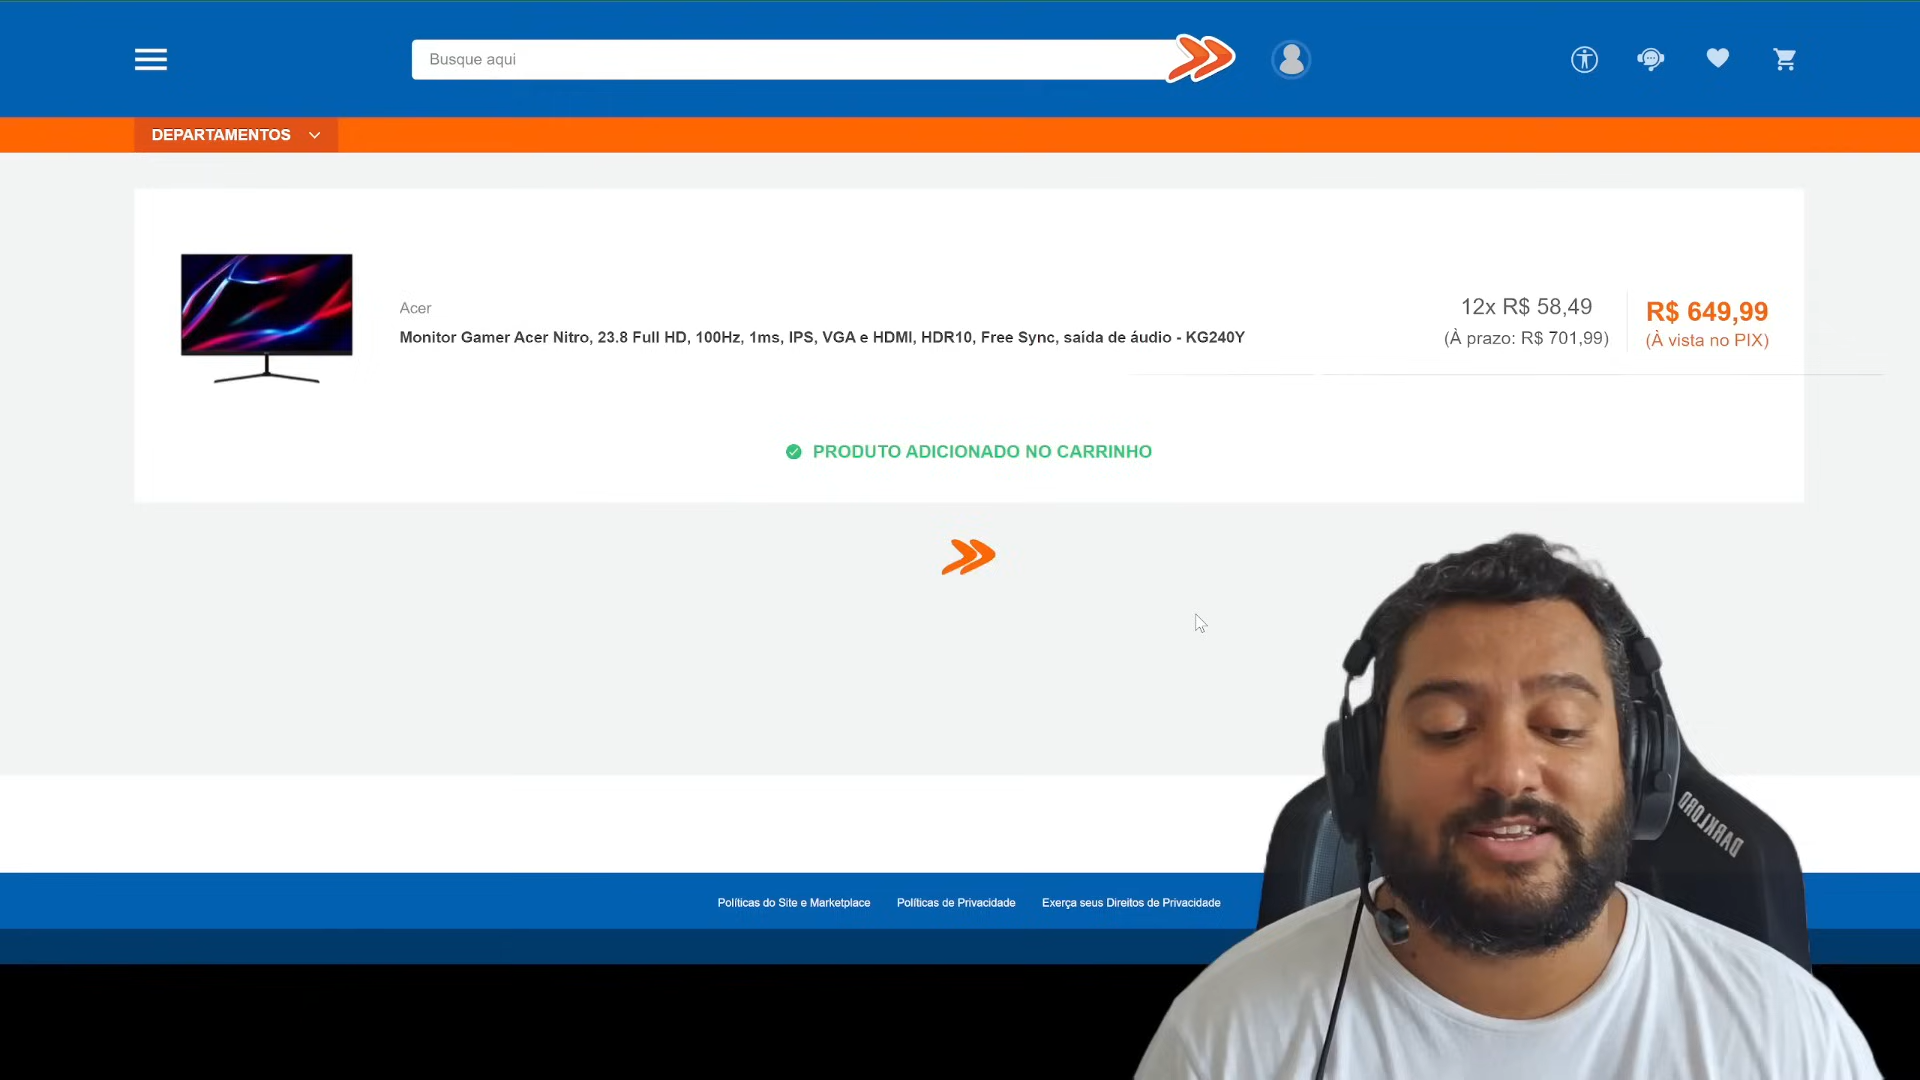 Busque aqui
DEPARTAMENTOS
Acer
Monitor Gamer Acer Nitro, 23.8 Full HD, 100Hz, 1ms, IPS, VGA e HDMI, HDR10, Free Sync, saída de áudio - KG240Y
12x R$ 58,49
(À prazo: R$ 701,99)
R$ 649,99
(À vista no PIX)
PRODUTO ADICIONADO NO CARRINHO
DARKLORD
Políticas do Site e Marketplace
Políticas de Privacidade
Exerça seus Direitos de Privacidade